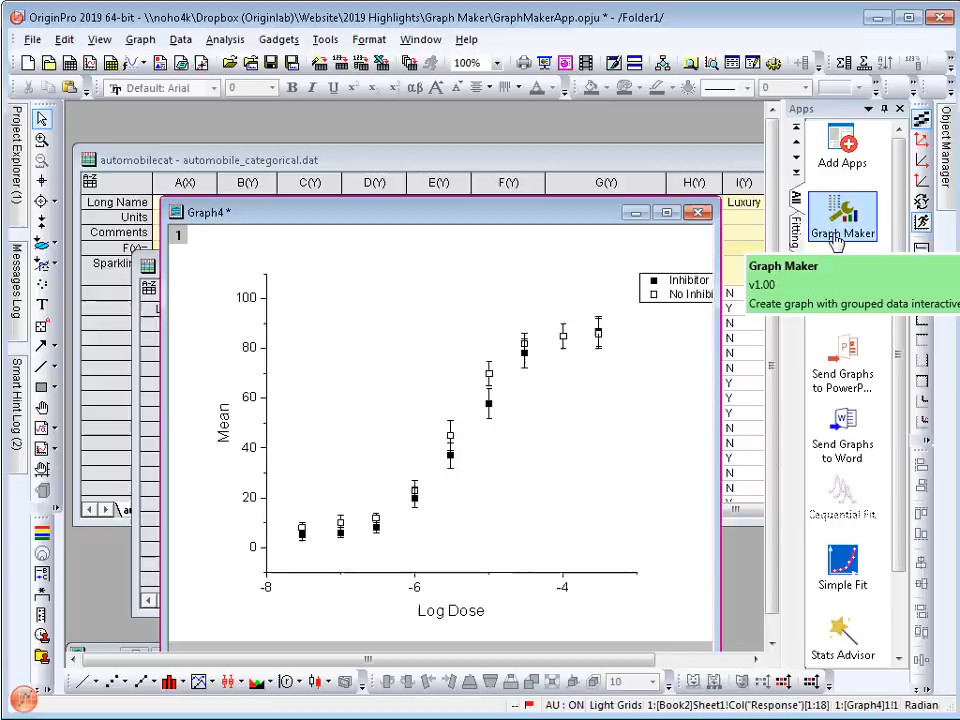 OriginPro 2019 64-bit - \\noho4k\Dropbox (Originlab)\Website\2019 Highlights\Graph Maker\GraphMakerApp.opju * - /Folder1/
File Edit View Graph Data Analysis Gadgets Tools Format Window Help
100%
Default: Arial 0 B I U αβ A A 0
Apps
Project Explorer (1)
Messages Log
Smart Hint Log (2)
Object Manager
automobilecat - automobile_categorical.dat
A(X) B(Y) C(Y) D(Y) E(Y) F(Y) G(Y) H(Y) I(Y)
Long Name Luxury
Units
Comments
F(x)
Sparkli
Graph4 *
1
Inhibitor
No Inhibi
100
80
60
40
20
0
Mean
-8 -6 -4
Log Dose
N
Y
N
N
N
Y
Y
Y
Y
N
N
Y
N
N
Add Apps
All
Fitting
Graph Maker
Graph Maker
v1.00
Create graph with grouped data interactive
Send Graphs
to PowerP...
Send Graphs
to Word
Sequential Fit
Simple Fit
Stats Advisor
10
-- AU : ON Light Grids 1:[Book2]Sheet1!Col("Response")[1:18] 1:[Graph4]1!1 Radian